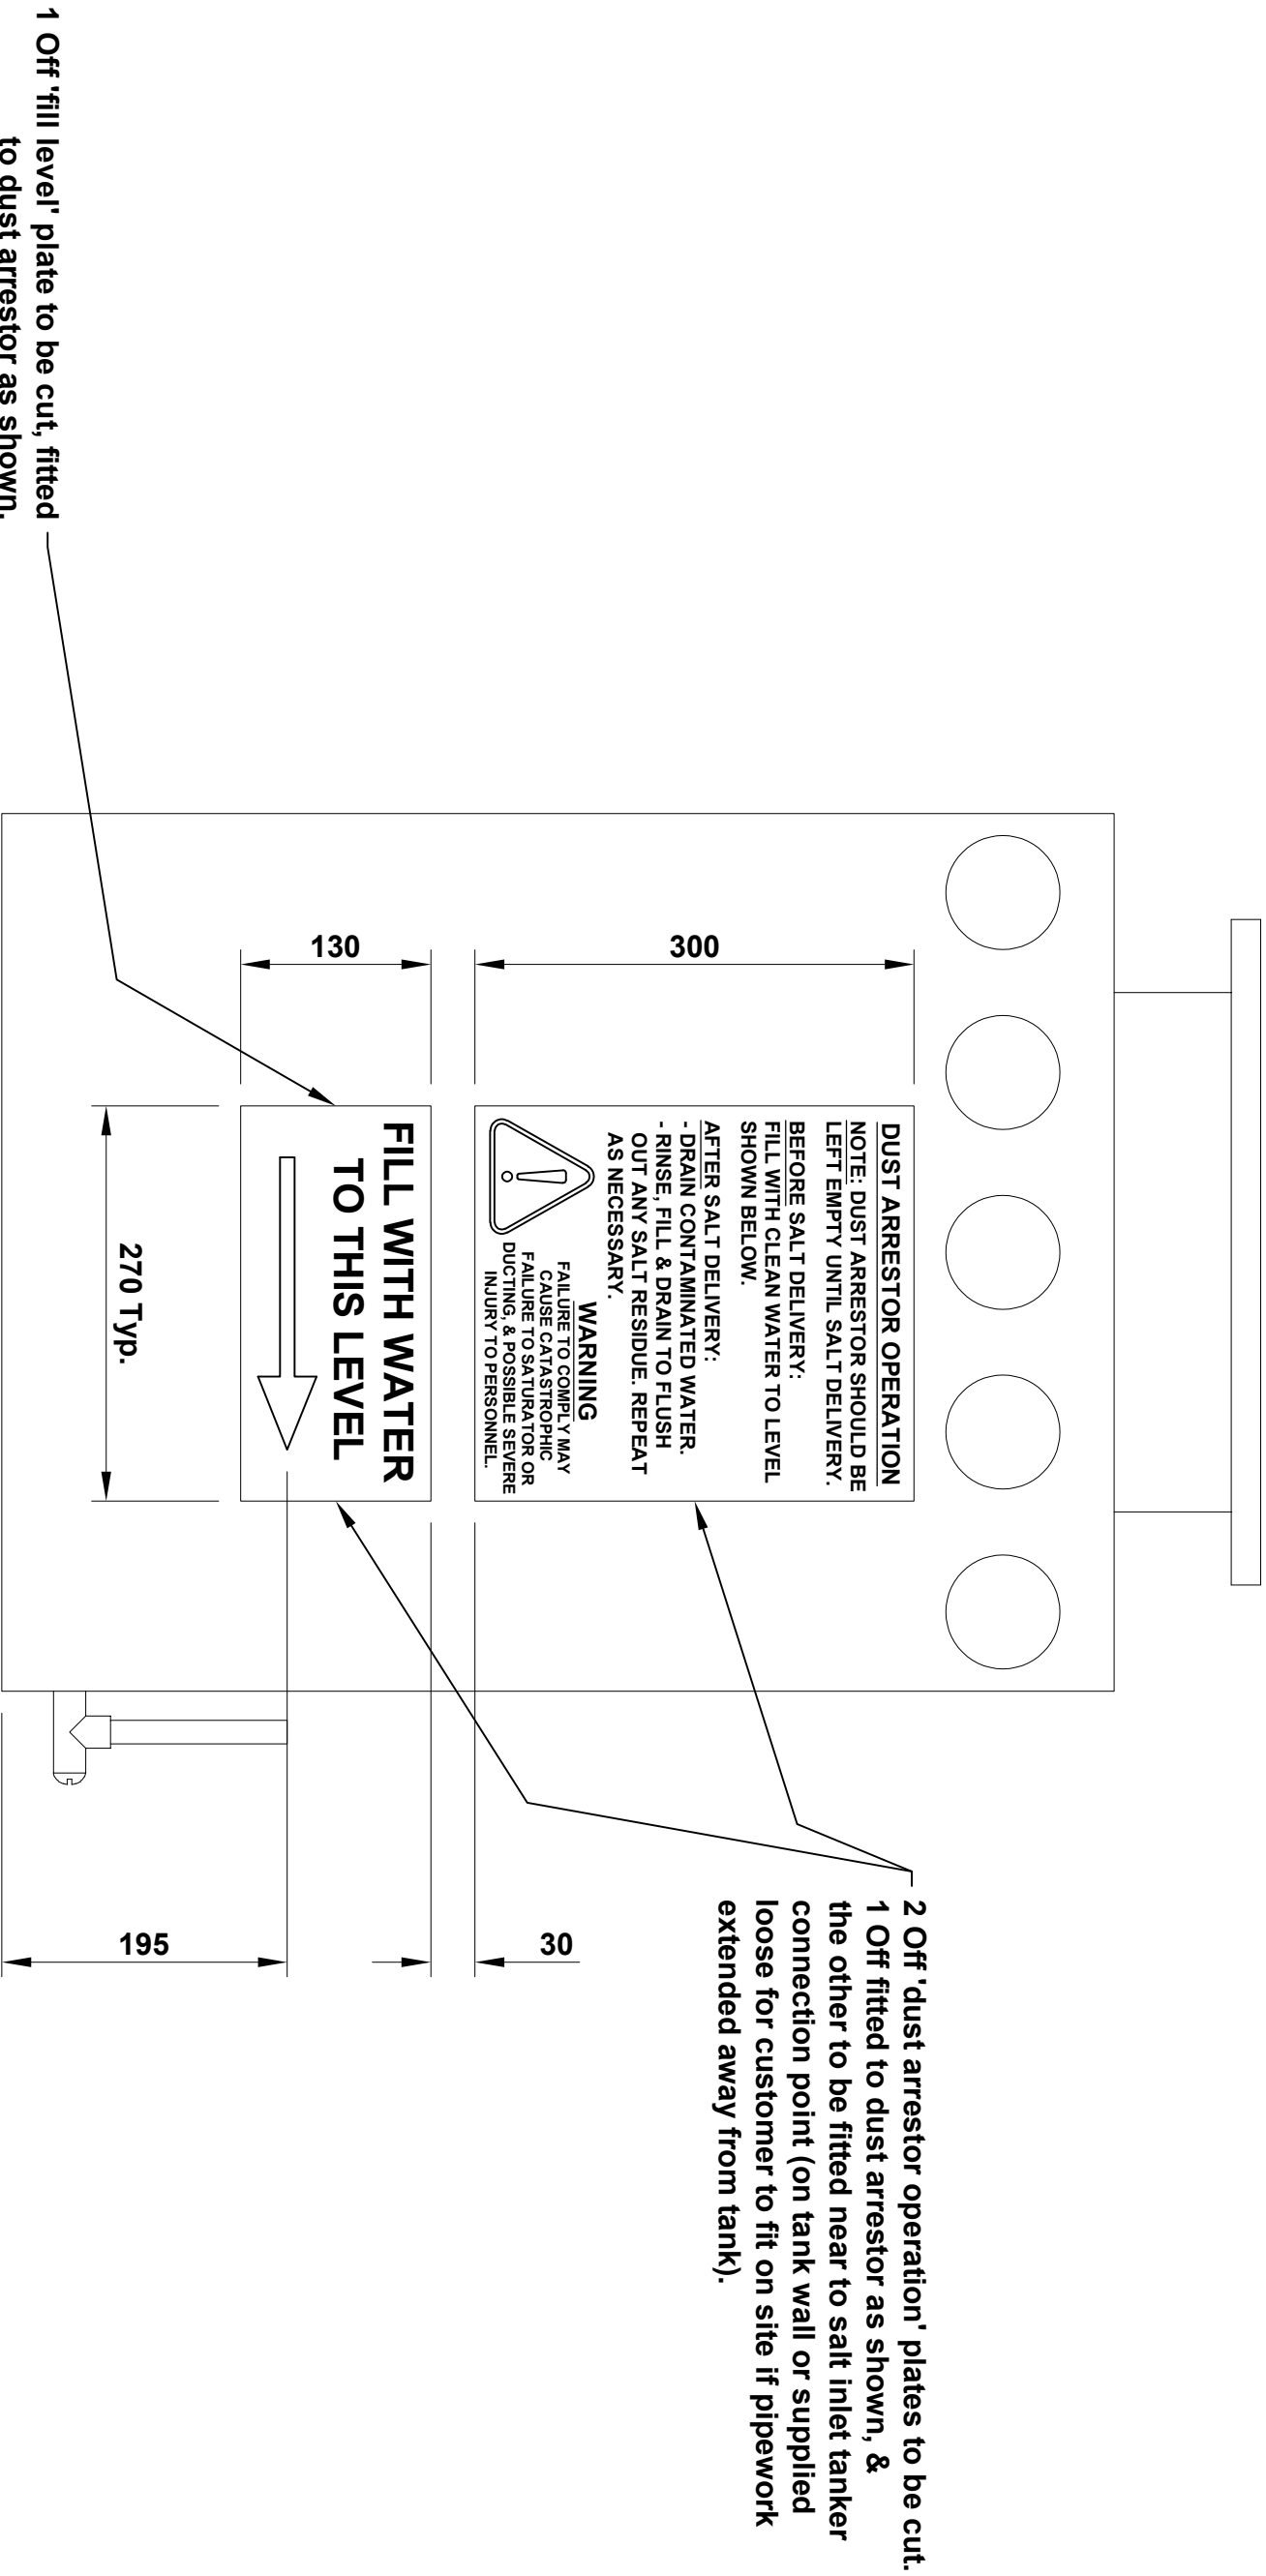 DUST ARRESTOR OPERATION
NOTE: DUST ARRESTOR SHOULD BE
LEFT EMPTY UNTIL SALT DELIVERY.
BEFORE SALT DELIVERY:
FILL WITH CLEAN WATER TO LEVEL
SHOWN BELOW.
AFTER SALT DELIVERY:
- DRAIN CONTAMINATED WATER.
- RINSE, FILL & DRAIN TO FLUSH
OUT ANY SALT RESIDUE. REPEAT
AS NECESSARY.
WARNING
FAILURE TO COMPLY MAY
CAUSE CATASTROPHIC
FAILURE TO SATURATOR OR
DUCTING, & POSSIBLE SEVERE
INJURY TO PERSONNEL.
FILL WITH WATER
TO THIS LEVEL
300
130
270 Typ.
30
195
2 Off 'dust arrestor operation' plates to be cut.
1 Off fitted to dust arrestor as shown, &
the other to be fitted near to salt inlet tanker
connection point (on tank wall or supplied
loose for customer to fit on site if pipework
extended away from tank).
1 Off 'fill level' plate to be cut, fitted
to dust arrestor as shown.